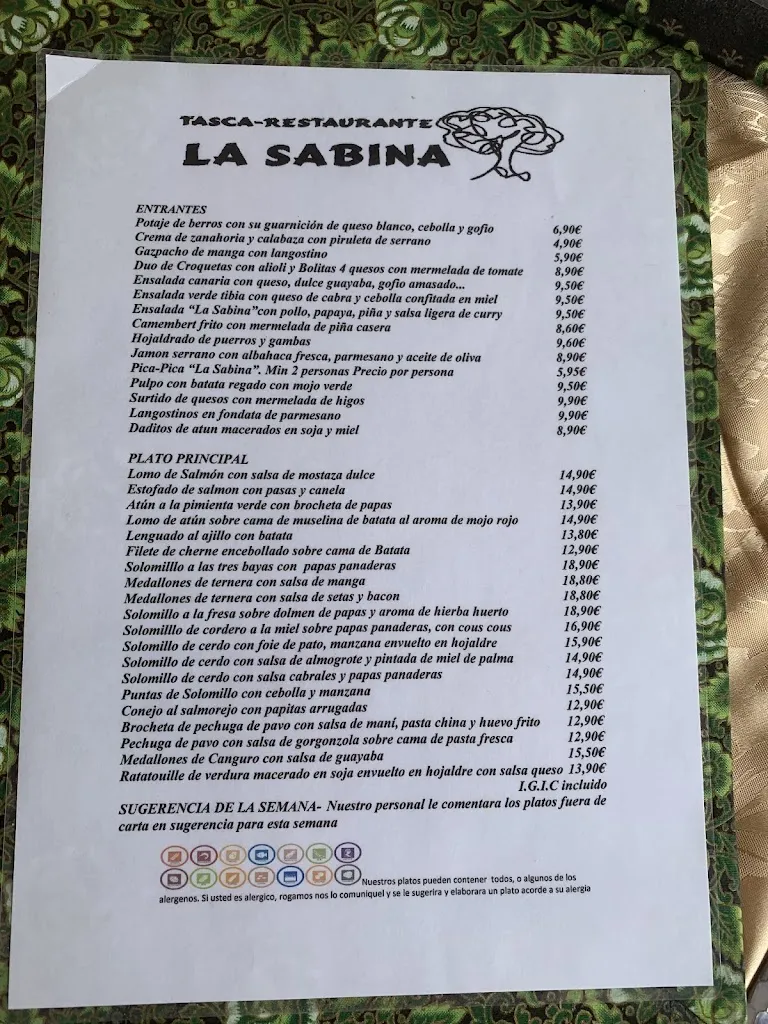 TASCA-RESTAURANTE
LA SABINA
ENTRANTES
Potaje de berros con su guarnición de queso blanco, cebolla y gofio 6,90€
Crema de zanahoria y calabaza con piruleta de serrano 4,90€
Gazpacho de manga con langostino 5,90€
Duo de Croquetas con alioli y Bolitas 4 quesos con mermelada de tomate 8,90€
Ensalada canaria con queso, dulce guayaba, gofio amasado... 9,50€
Ensalada verde tibia con queso de cabra y cebolla confitada en miel 9,50€
Ensalada “La Sabina”con pollo, papaya, piña y salsa ligera de curry 9,50€
Camembert frito con mermelada de piña casera 8,60€
Hojaldrado de puerros y gambas 9,60€
Jamon serrano con albahaca fresca, parmesano y aceite de oliva 8,90€
Pica-Pica “La Sabina”. Min 2 personas Precio por persona 5,95€
Pulpo con batata regado con mojo verde 9,50€
Surtido de quesos con mermelada de higos 9,90€
Langostinos en fondata de parmesano 9,90€
Daditos de atun macerados en soja y miel 8,90€
PLATO PRINCIPAL
Lomo de Salmón con salsa de mostaza dulce 14,90€
Estofado de salmon con pasas y canela 14,90€
Atún a la pimienta verde con brocheta de papas 13,90€
Lomo de atún sobre cama de muselina de batata al aroma de mojo rojo 14,90€
Lenguado al ajillo con batata 13,80€
Filete de cherne encebollado sobre cama de Batata 12,90€
Solomilllo a las tres bayas con papas panaderas 18,90€
Medallones de ternera con salsa de manga 18,80€
Medallones de ternera con salsa de setas y bacon 18,80€
Solomillo a la fresa sobre dolmen de papas y aroma de hierba huerto 18,90€
Solomilllo de cordero a la miel sobre papas panaderas, con cous cous 16,90€
Solomillo de cerdo con foie de pato, manzana envuelto en hojaldre 15,90€
Solomillo de cerdo con salsa de almogrote y pintada de miel de palma 14,90€
Solomillo de cerdo con salsa cabrales y papas panaderas 14,90€
Puntas de Solomillo con cebolla y manzana 15,50€
Conejo al salmorejo con papitas arrugadas 12,90€
Brocheta de pechuga de pavo con salsa de maní, pasta china y huevo frito 12,90€
Pechuga de pavo con salsa de gorgonzola sobre cama de pasta fresca 12,90€
Medallones de Canguro con salsa de guayaba 15,50€
Ratatouille de verdura macerado en soja envuelto en hojaldre con salsa queso 13,90€
I.G.I.C incluido
SUGERENCIA DE LA SEMANA- Nuestro personal le comentara los platos fuera de
carta en sugerencia para esta semana
Nuestros platos pueden contener todos, o algunos de los
alergenos. Si usted es alergico, rogamos nos lo comuniquel y se le sugerira y elaborara un plato acorde a su alergia